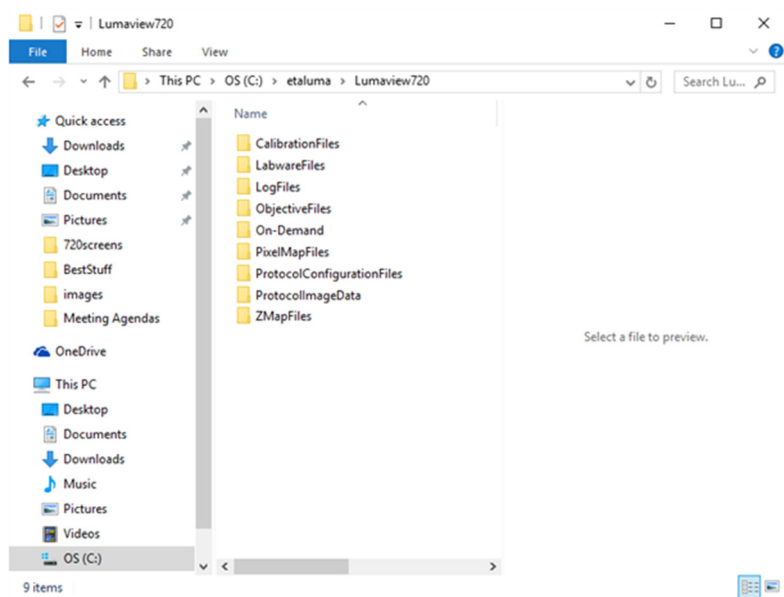 Lumaview720
File Home Share View
This PC > OS (C:) > etaluma > Lumaview720
Search Lu...
Quick access
Downloads
Desktop
Documents
Pictures
720screens
BestStuff
images
Meeting Agendas
OneDrive
This PC
Desktop
Documents
Downloads
Music
Pictures
Videos
OS (C:)
Name
CalibrationFiles
LabwareFiles
LogFiles
ObjectiveFiles
On-Demand
PixelMapFiles
ProtocolConfigurationFiles
ProtocolImageData
ZMapFiles
Select a file to preview.
9 items